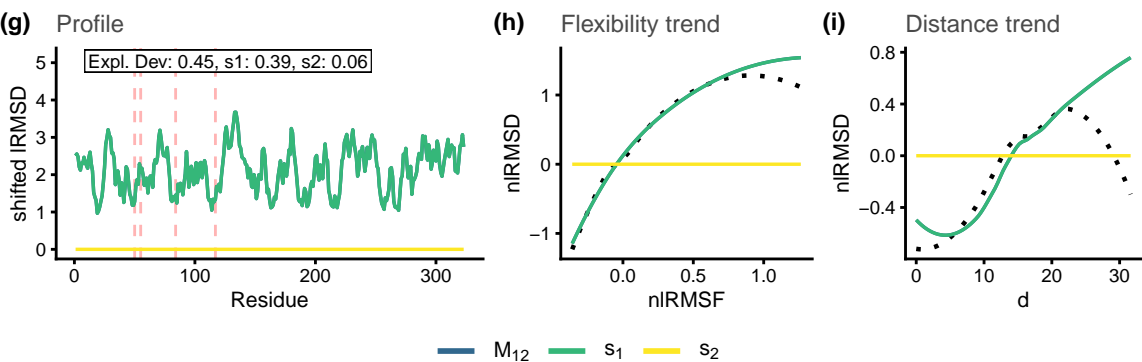 (g) Profile
Expl. Dev: 0.45, s1: 0.39, s2: 0.06
shifted lRMSD
5
4
3
2
1
0
0 100 200 300
Residue
(h) Flexibility trend
nlRMSD
1
0
−1
0.0 0.5 1.0
nlRMSF
(i) Distance trend
nlRMSD
0.8
0.4
0.0
−0.4
0 10 20 30
d
M12 s1 s2